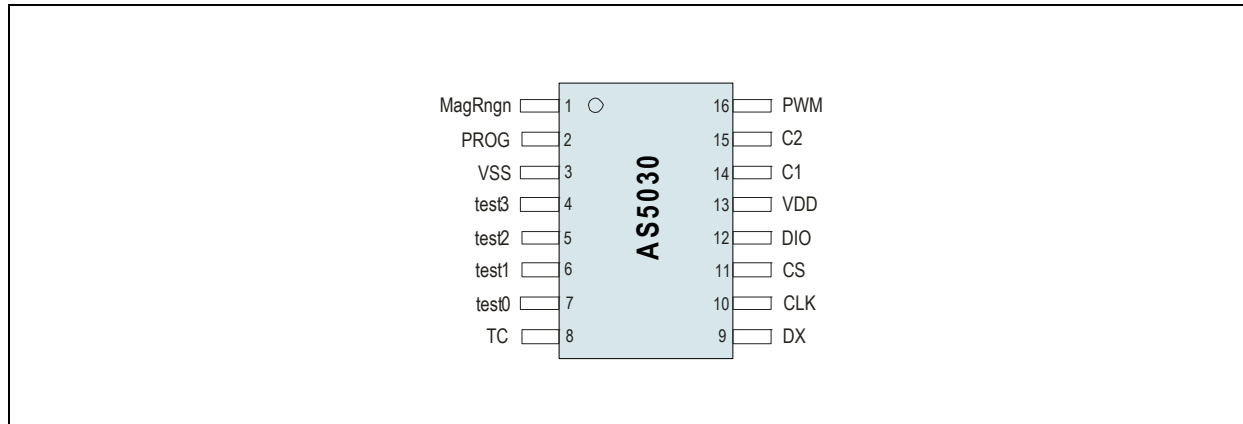 MagRngn 1 16 PWM
PROG 2 15 C2
VSS 3 14 C1
test3 4 13 VDD
test2 5 12 DIO
test1 6 11 CS
test0 7 10 CLK
TC 8 9 DX
AS5030